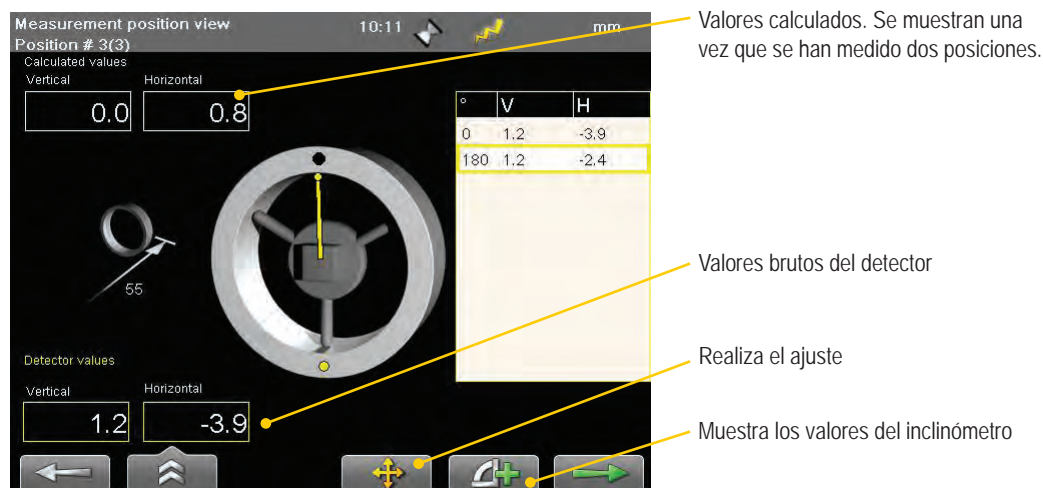 Measurement position view 10:11 mm
Position # 3(3)
Calculated values
Vertical Horizontal
0.0 0.8
° V H
0 1.2 -3.9
180 1.2 -2.4
55
Detector values
Vertical Horizontal
1.2 -3.9
Valores calculados. Se muestran una
vez que se han medido dos posiciones.
Valores brutos del detector
Realiza el ajuste
Muestra los valores del inclinómetro